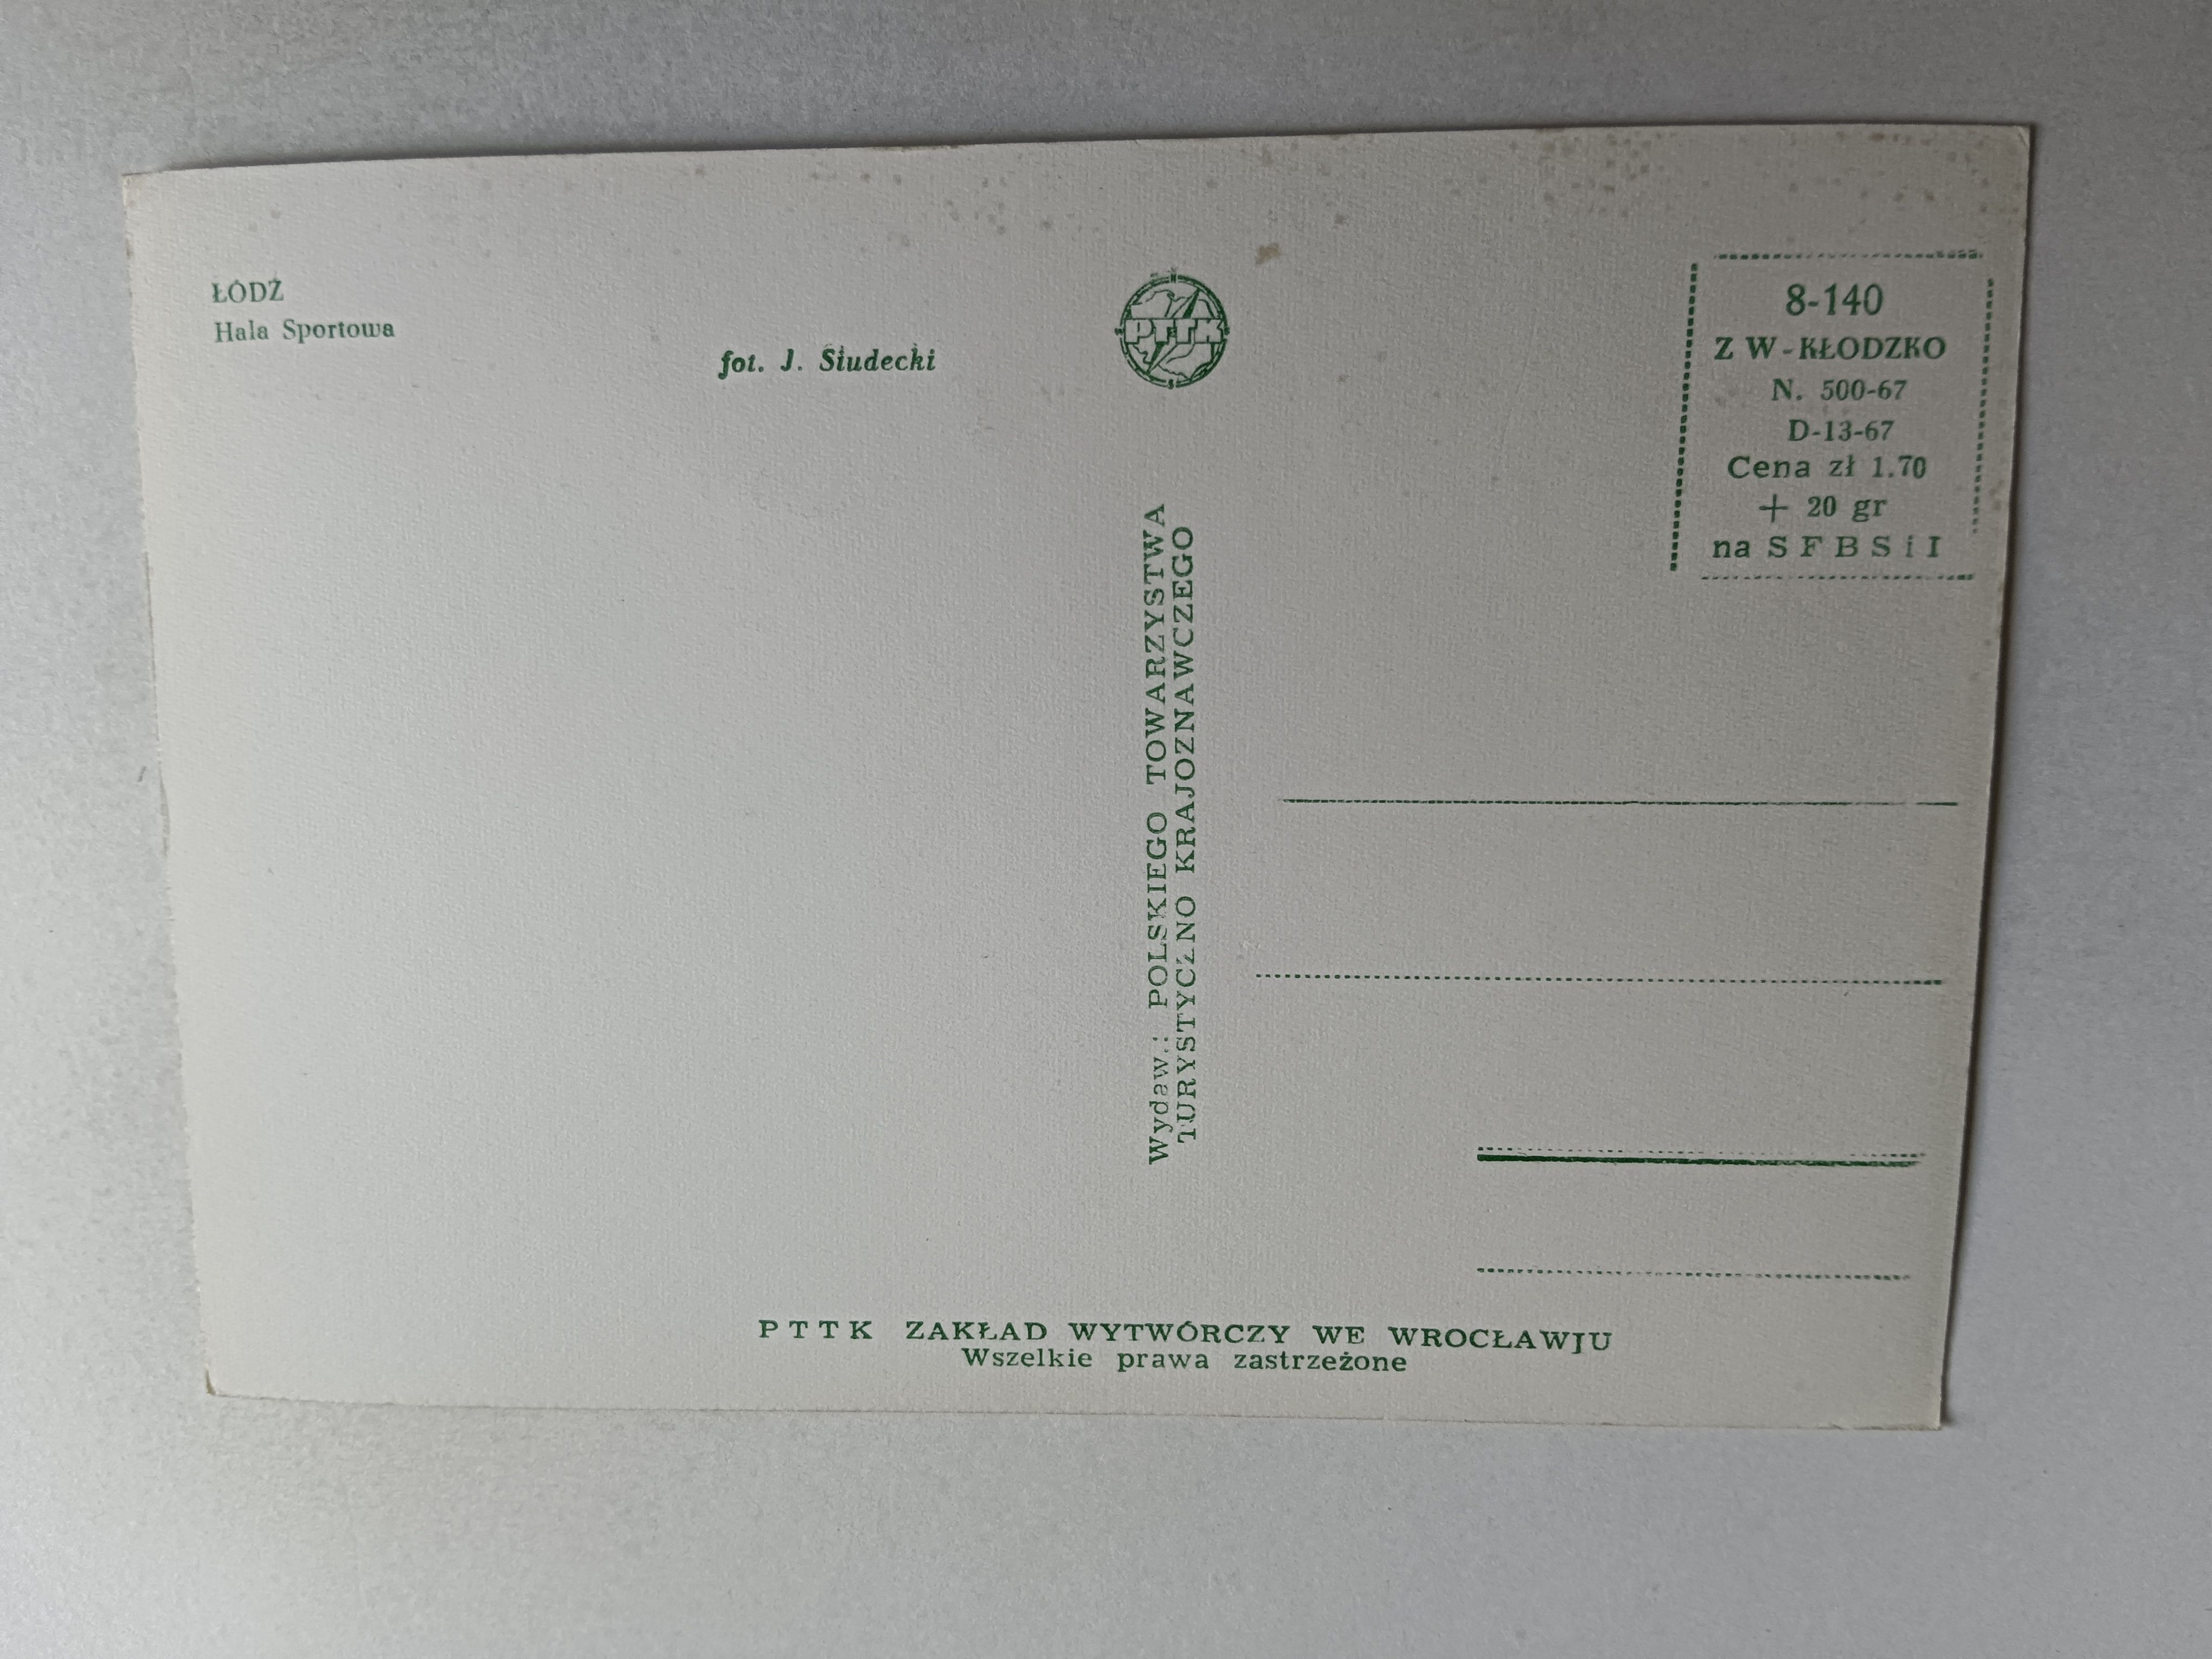 ŁÓDŹ
Hala Sportowa
fot. J. Siudecki
PTTK
8-140
Z W - KŁODZKO
N. 500-67
D-13-67
Cena zł 1.70
+ 20 gr
na S F B S i I
Wydaw.: POLSKIEGO TOWARZYSTWA
TURYSTYCZNO KRAJOZNAWCZEGO
P T T K ZAKŁAD WYTWÓRCZY WE WROCŁAWJU
Wszelkie prawa zastrzeżone